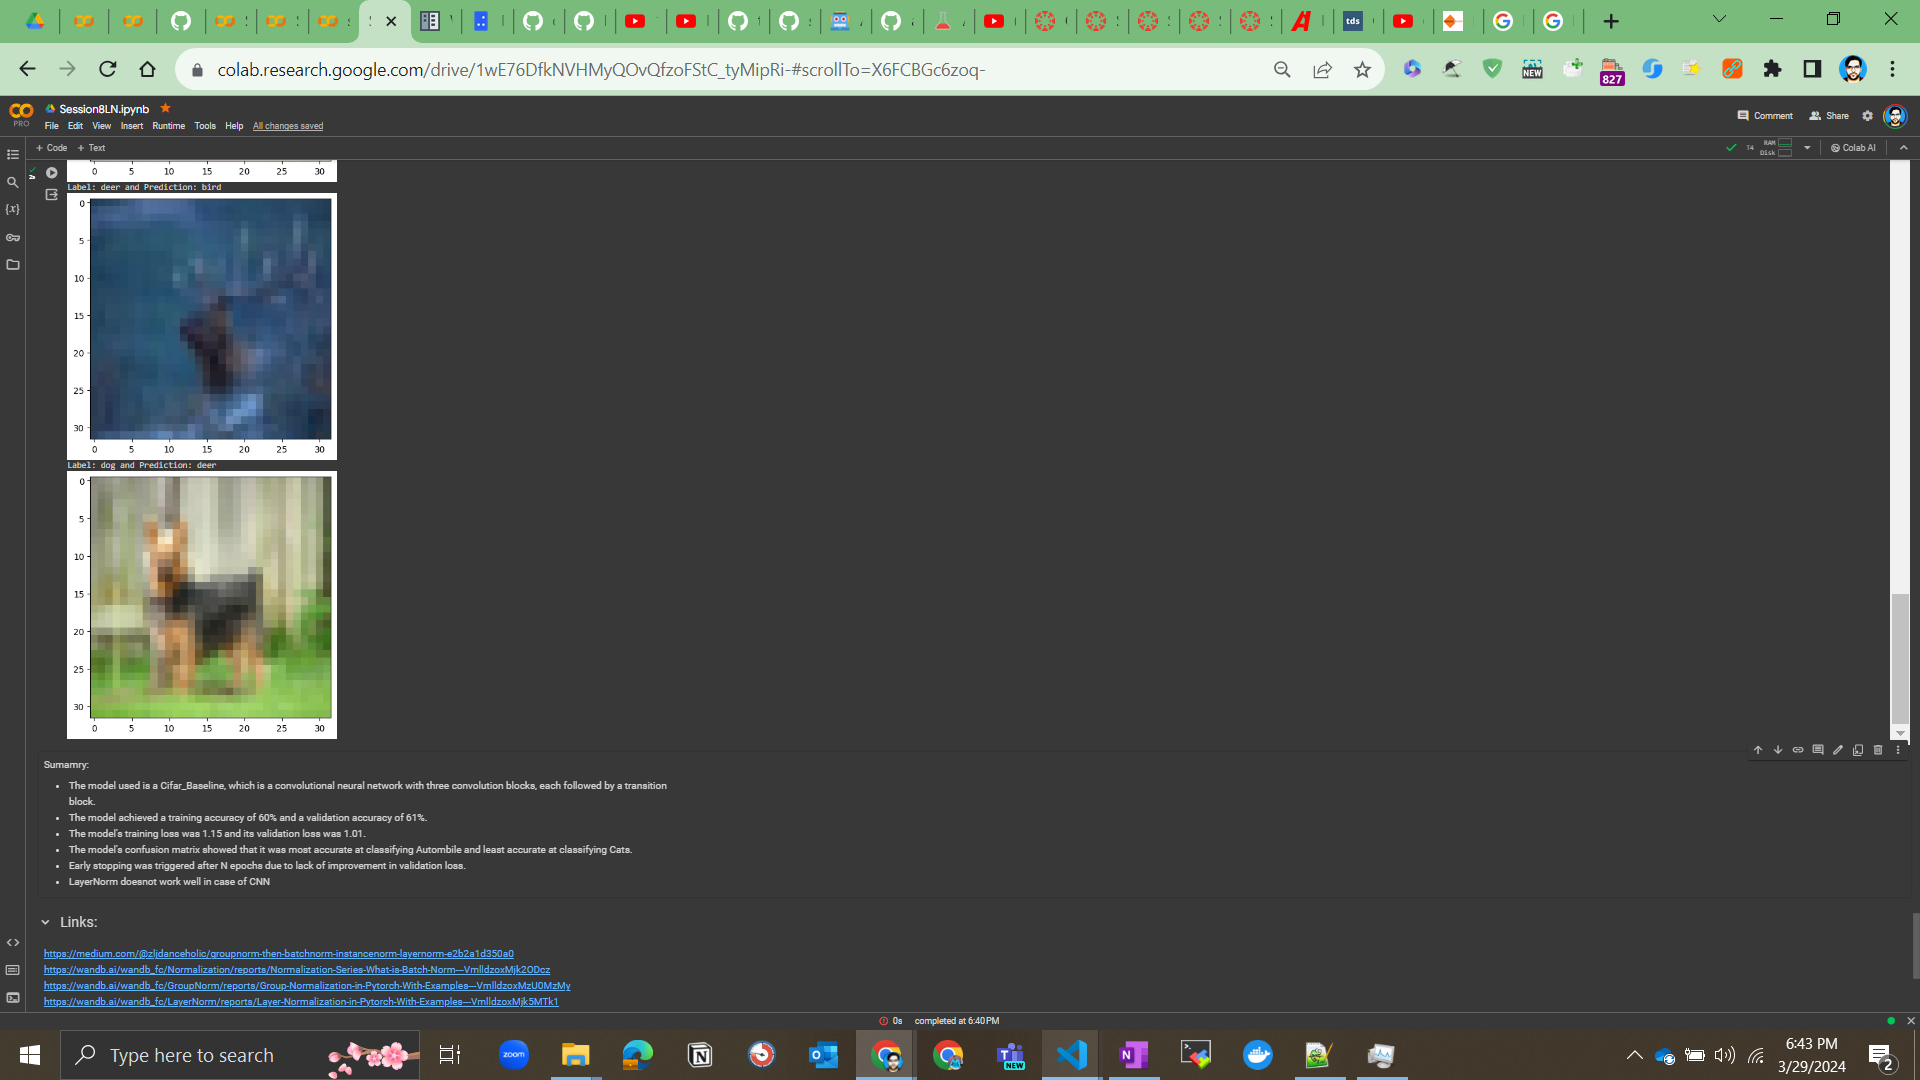 colab.research.google.com/drive/1wE76DfkNVHMyQOvQfzoFStC_tyMipRi-#scrollTo=X6FCBGc6zoq-
NEW
827
PRO
Session8LN.ipynb
File Edit View Insert Runtime Tools Help All changes saved
Comment Share
+ Code + Text
T4 RAM Disk Colab AI
0 5 10 15 20 25 30
Label: deer and Prediction: bird
0
5
10
15
20
25
30
0 5 10 15 20 25 30
Label: dog and Prediction: deer
0
5
10
15
20
25
30
0 5 10 15 20 25 30
Sumamry:
• The model used is a Cifar_Baseline, which is a convolutional neural network with three convolution blocks, each followed by a transition
block.
• The model achieved a training accuracy of 60% and a validation accuracy of 61%.
• The model's training loss was 1.15 and its validation loss was 1.01.
• The model's confusion matrix showed that it was most accurate at classifying Autombile and least accurate at classifying Cats.
• Early stopping was triggered after N epochs due to lack of improvement in validation loss.
• LayerNorm doesnot work well in case of CNN
Links:
https://medium.com/@zljdanceholic/groupnorm-then-batchnorm-instancenorm-layernorm-e2b2a1d350a0
https://wandb.ai/wandb_fc/Normalization/reports/Normalization-Series-What-is-Batch-Norm---VmlldzoxMjk2ODcz
https://wandb.ai/wandb_fc/GroupNorm/reports/Group-Normalization-in-Pytorch-With-Examples---VmlldzoxMzU0MzMy
https://wandb.ai/wandb_fc/LayerNorm/reports/Layer-Normalization-in-Pytorch-With-Examples---VmlldzoxMjk5MTk1
0s completed at 6:40 PM
Type here to search
zoom
NEW
6:43 PM
3/29/2024
2